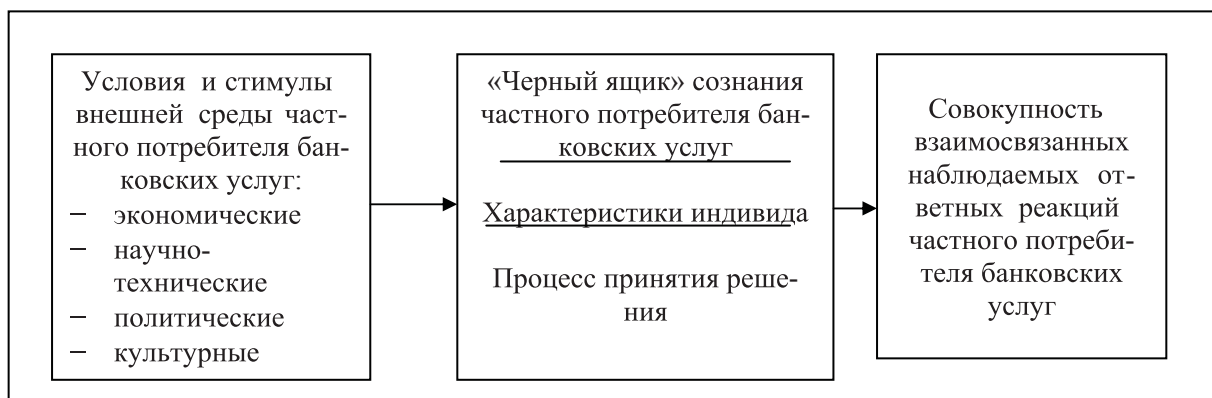 Условия и стимулы
внешней среды част-
ного потребителя бан-
ковских услуг:
– экономические
– научно-
технические
– политические
– культурные
«Черный ящик» сознания
частного потребителя бан-
ковских услуг
Характеристики индивида
Процесс принятия реше-
ния
Совокупность
взаимосвязанных
наблюдаемых от-
ветных реакций
частного потреби-
теля банковских
услуг